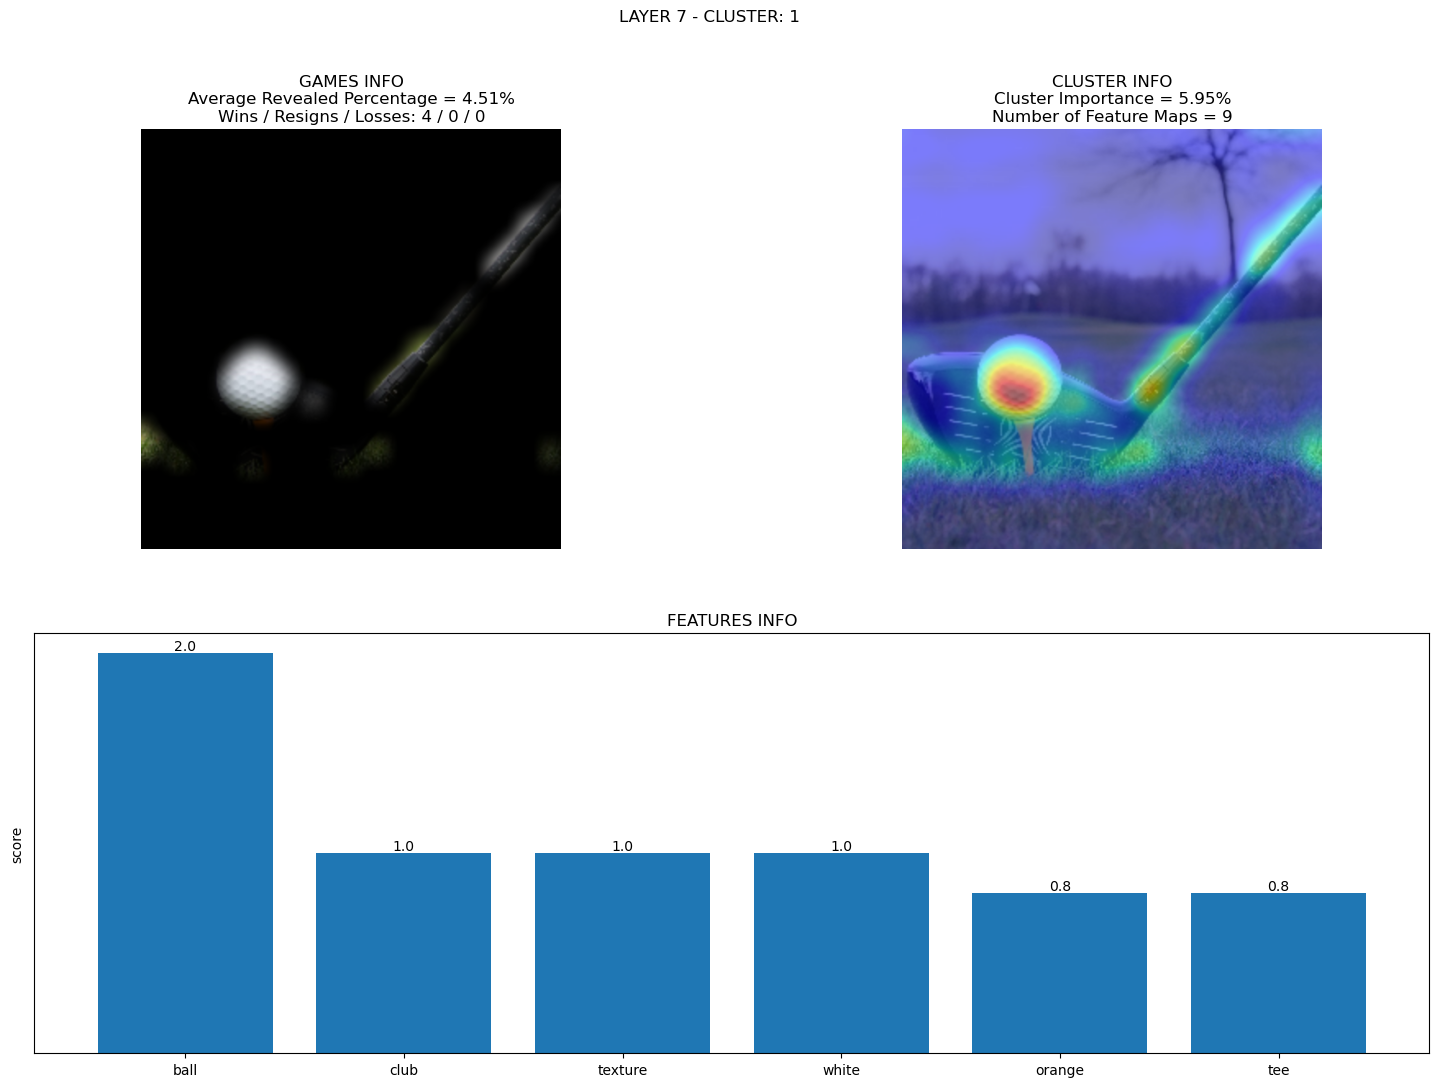 LAYER 7 - CLUSTER: 1
GAMES INFO
Average Revealed Percentage = 4.51%
Wins / Resigns / Losses: 4 / 0 / 0
CLUSTER INFO
Cluster Importance = 5.95%
Number of Feature Maps = 9
FEATURES INFO
score
2.0
1.0
1.0
1.0
0.8
0.8
ball
club
texture
white
orange
tee